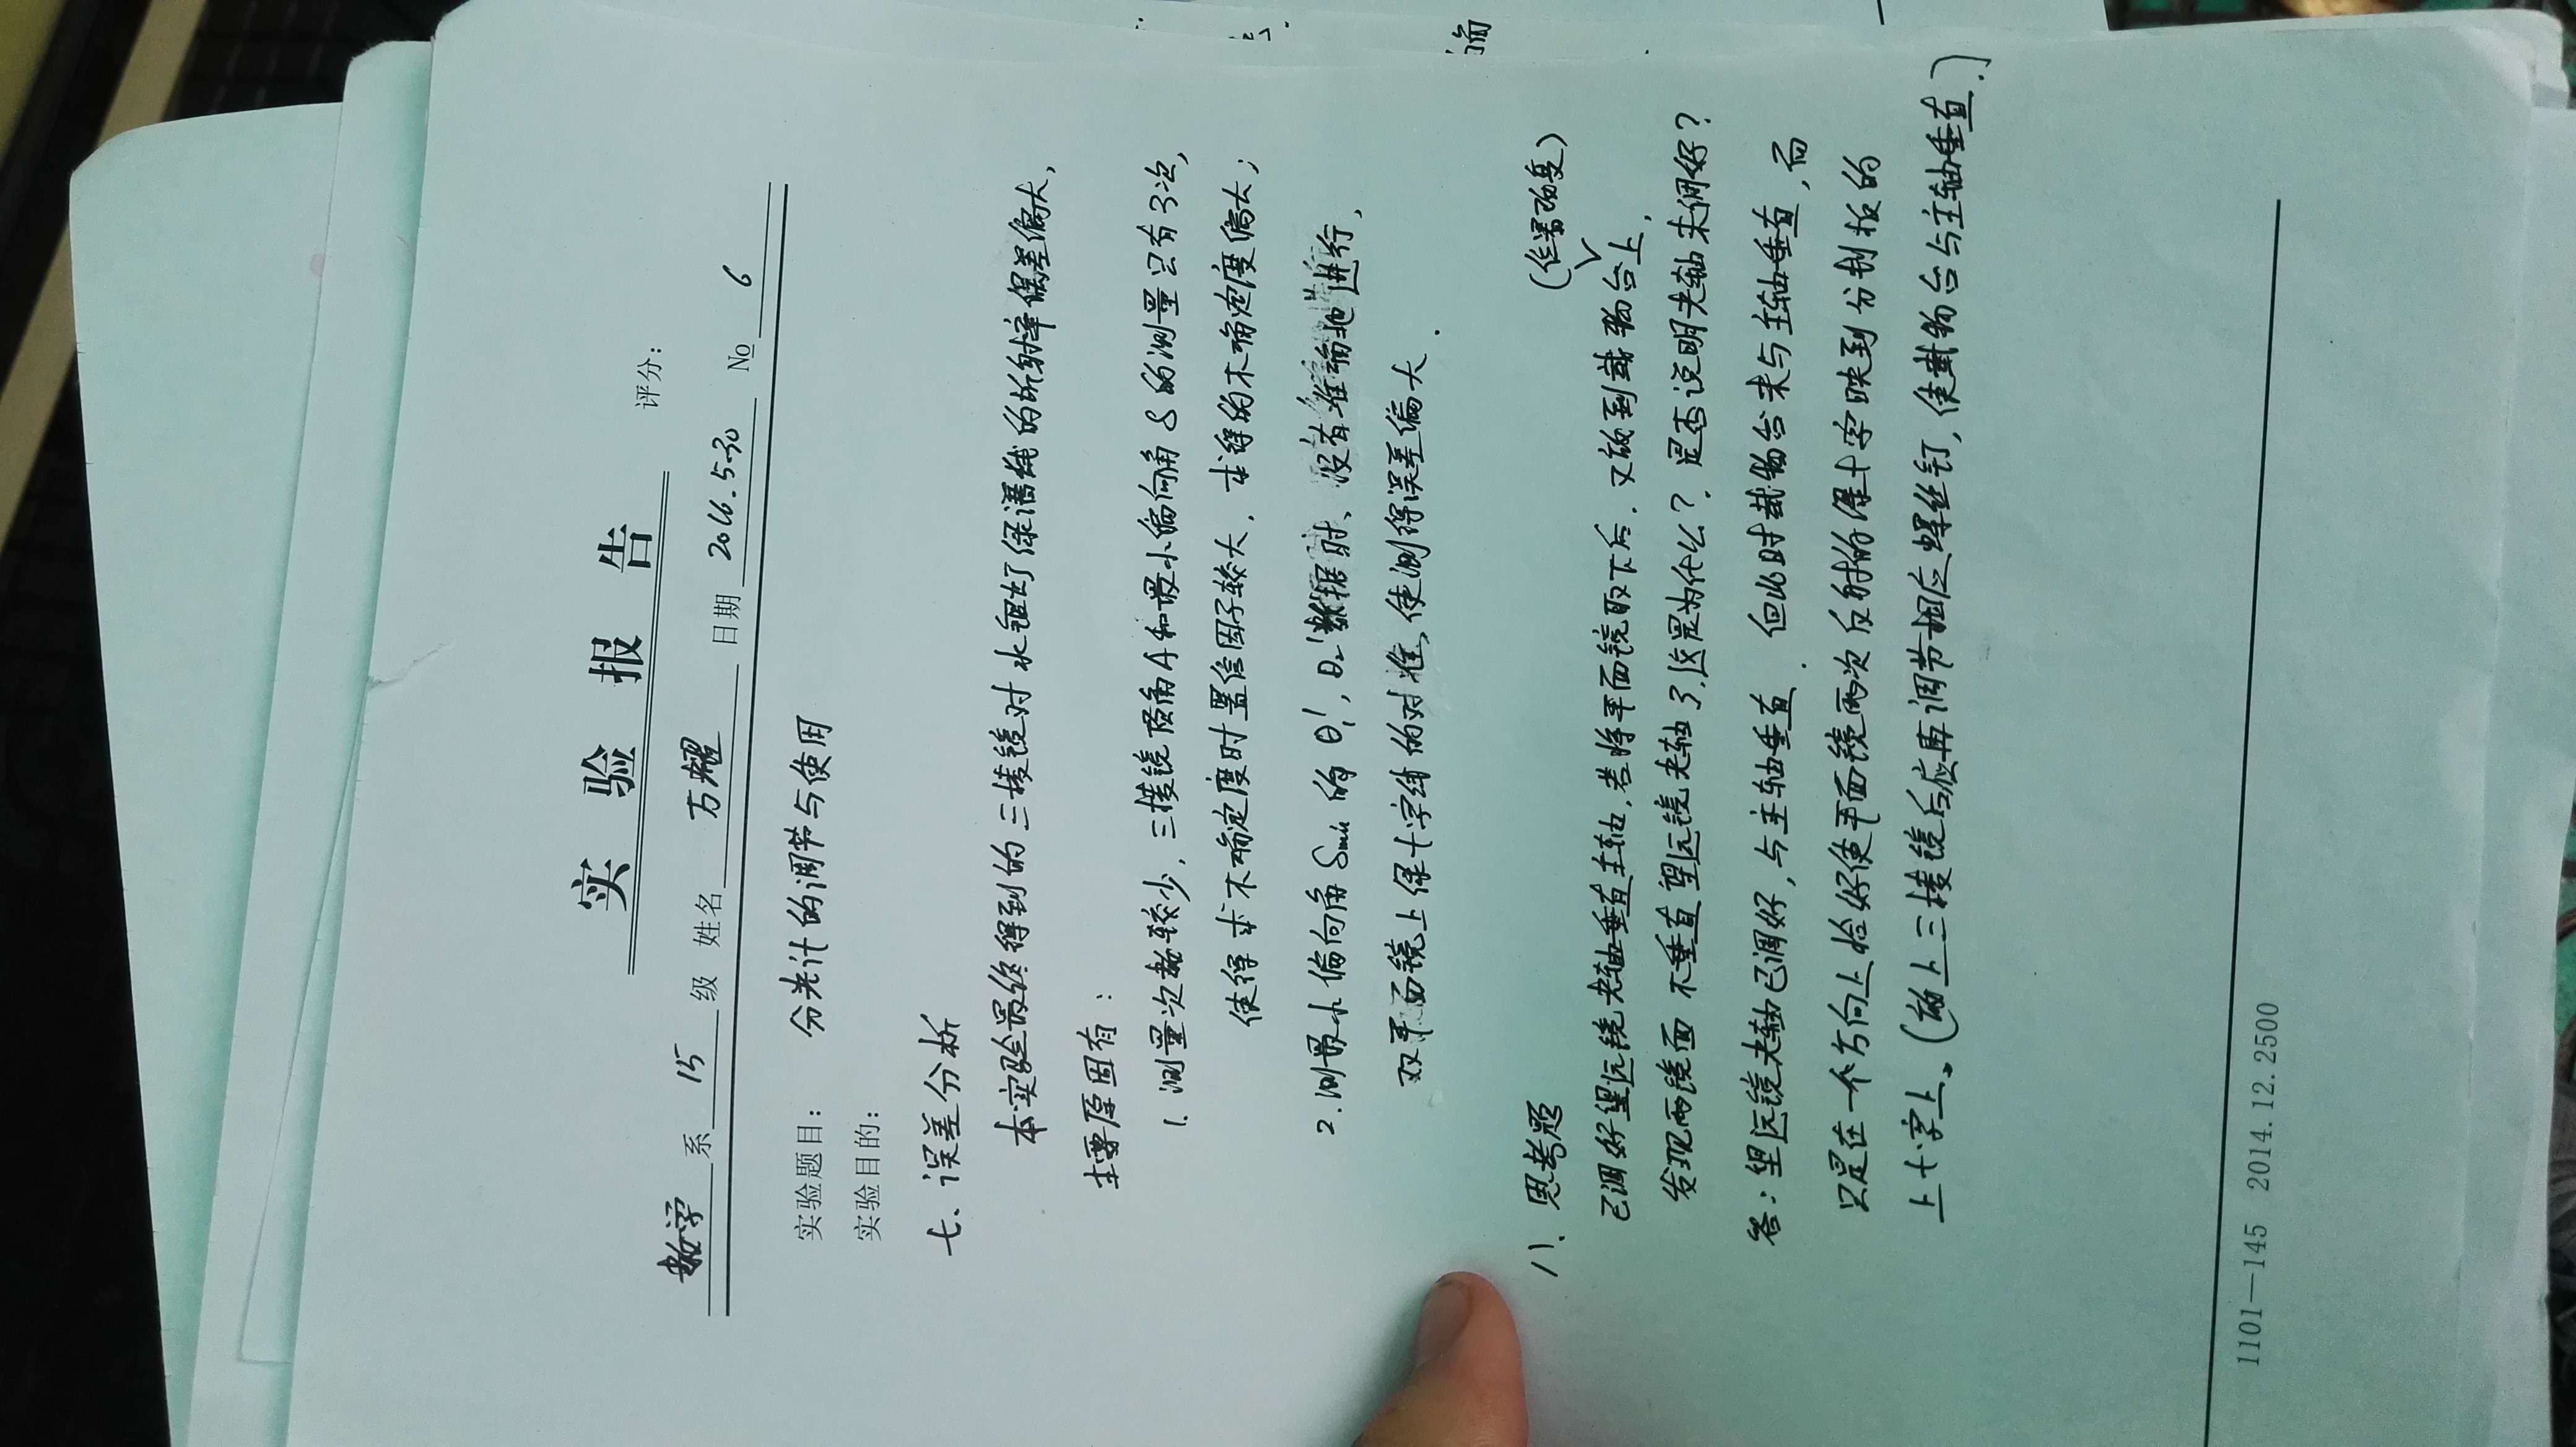 实验报告
评分：
数学系 15 级 姓名 方耀 日期 2016.5.30 No 6
实验题目： 分光计的调节与使用
实验目的：
七、误差分析
本实验最终得到的三棱镜对水银灯绿谱线的折射率误差偏大，
主要原因有：
1. 测量次数较少，三棱镜顶角A和最小偏向角δ的测量只有3次，
使得求不确定度时置信因子较大，求得的不确定度偏大；
2. 测最小偏向角δmin的θ1', θ2'数据时、没有准确地进行，
双平面镜上绿十字线的对准，使测得误差偏大．
八、思考题
(位置改变)
已调好望远镜光轴垂直主轴，若将平面镜取下后，又放到载物台上，
发现两镜面不垂直望远镜光轴了，这是为什么？是否说明光轴未调好？
答：望远镜光轴已调好，与主轴垂直．但此时载物台未与主轴垂直，而
只是在一个方向上恰好使平面镜两次反射的绿十字映到分划板的
上十字上。(放上三棱镜后应再调节相应螺丝钉，使载物台与主轴垂直．)
1101—145 2014.12.2500